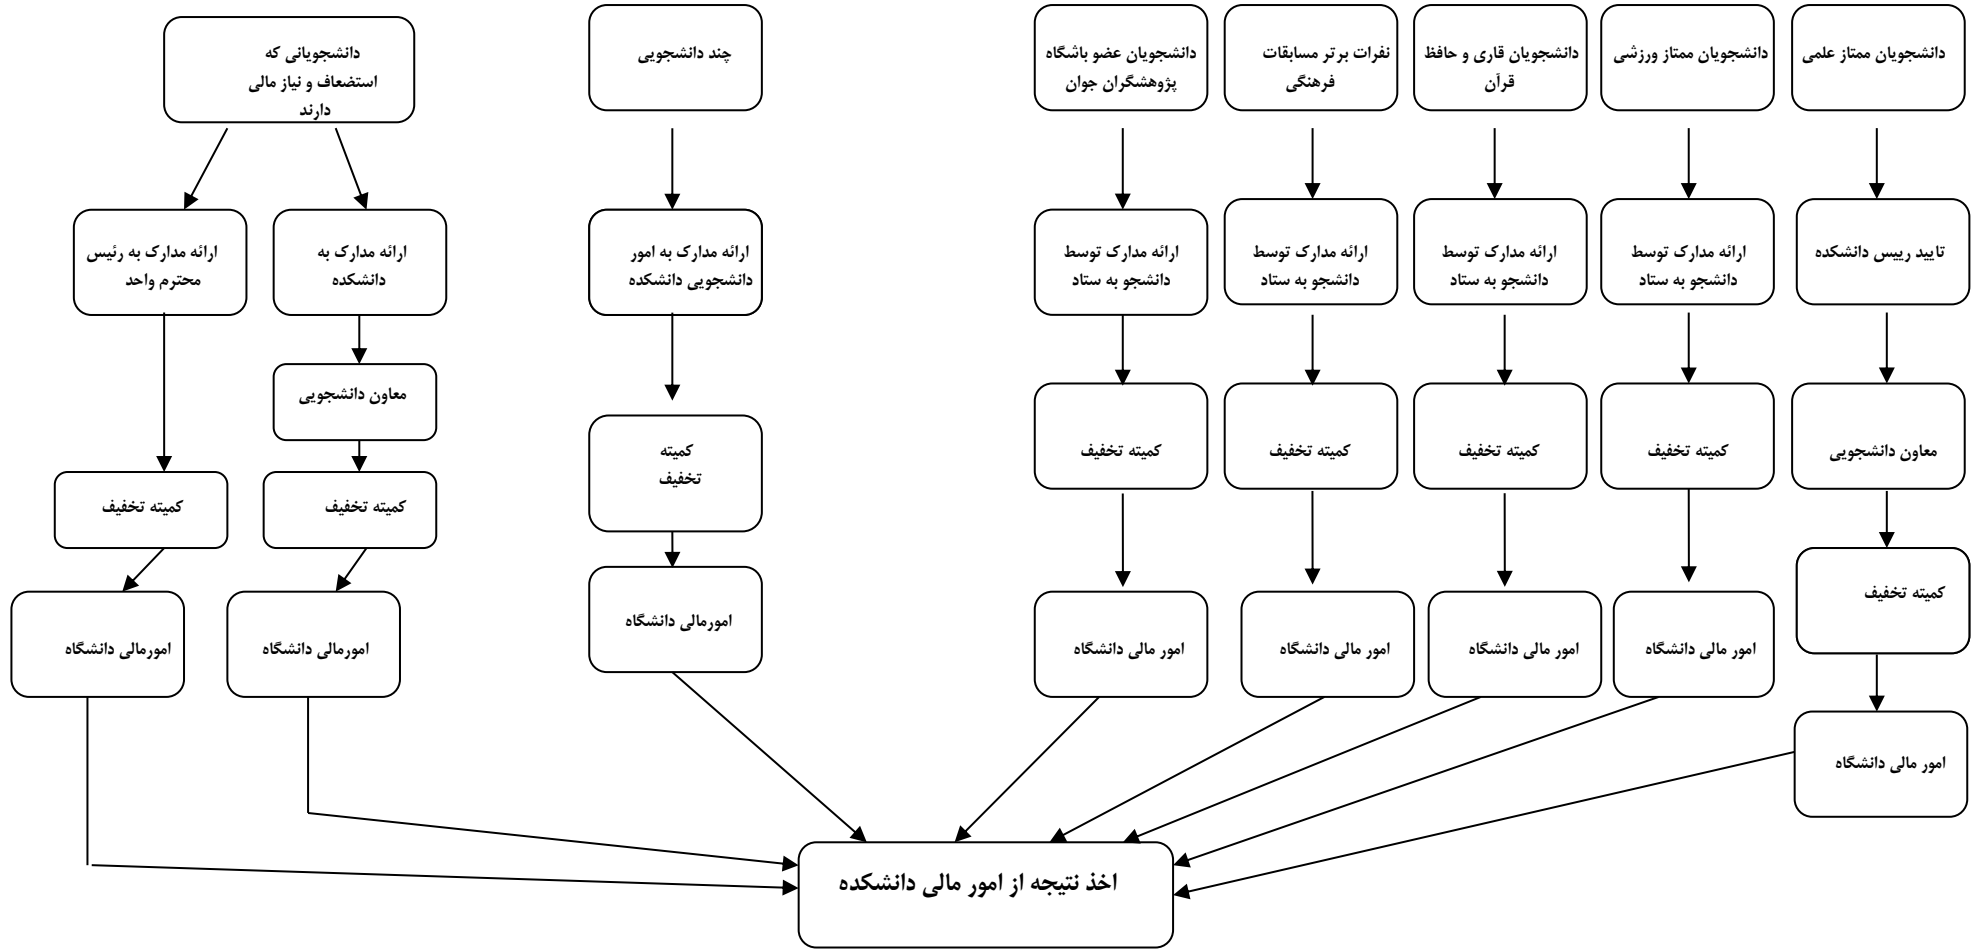 دانشجویان ممتاز علمی
دانشجویان ممتاز ورزشی
دانشجویان قاری و حافظ
قرآن
نفرات برتر مسابقات
فرهنگی
دانشجویان عضو باشگاه
پژوهشگران جوان
چند دانشجویی
دانشجویانی که
استضعاف و نیاز مالی
دارند
تایید رییس دانشکده
ارائه مدارک توسط
دانشجو به ستاد
ارائه مدارک توسط
دانشجو به ستاد
ارائه مدارک توسط
دانشجو به ستاد
ارائه مدارک توسط
دانشجو به ستاد
ارائه مدارک به امور
دانشجویی دانشکده
ارائه مدارک به
دانشکده
ارائه مدارک به رئیس
محترم واحد
معاون دانشجویی
معاون دانشجویی
کمیته تخفیف
کمیته تخفیف
کمیته تخفیف
کمیته تخفیف
کمیته
تخفیف
کمیته تخفیف
کمیته تخفیف
کمیته تخفیف
امور مالی دانشگاه
امور مالی دانشگاه
امور مالی دانشگاه
امور مالی دانشگاه
امورمالی دانشگاه
امورمالی دانشگاه
امورمالی دانشگاه
امور مالی دانشگاه
اخذ نتیجه از امور مالی دانشکده